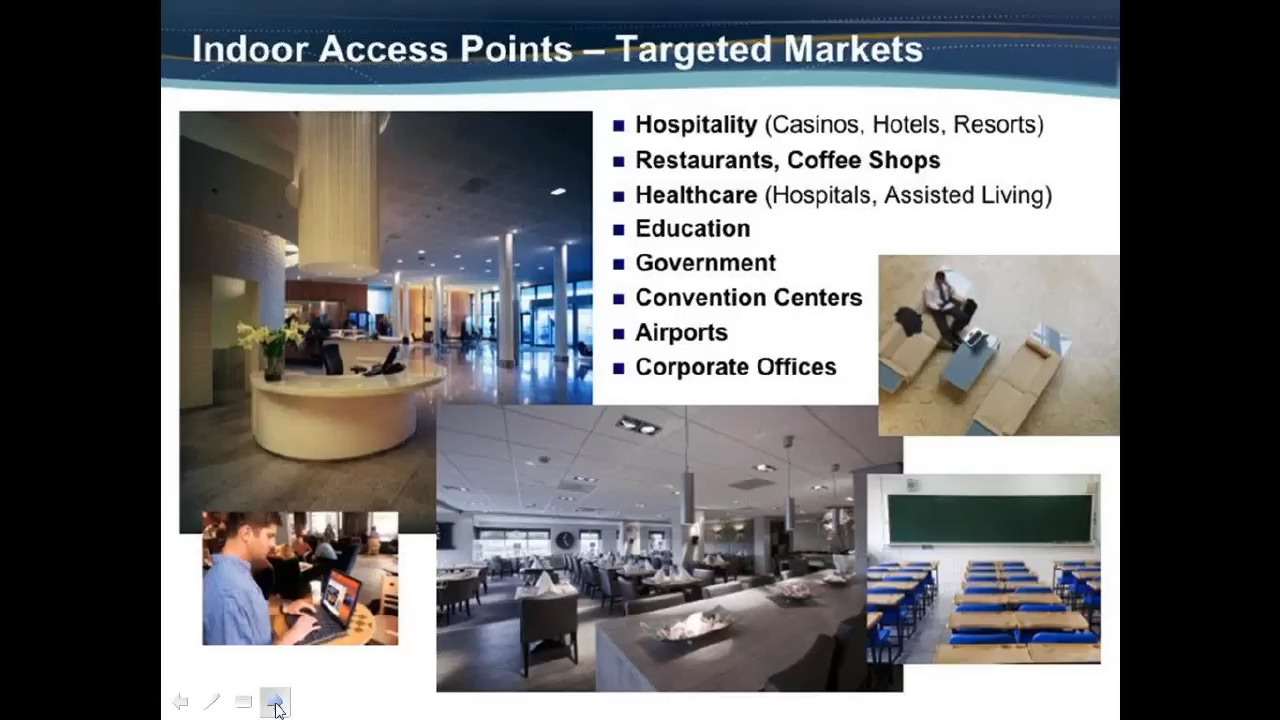 Indoor Access Points – Targeted Markets
Hospitality (Casinos, Hotels, Resorts)
Restaurants, Coffee Shops
Healthcare (Hospitals, Assisted Living)
Education
Government
Convention Centers
Airports
Corporate Offices